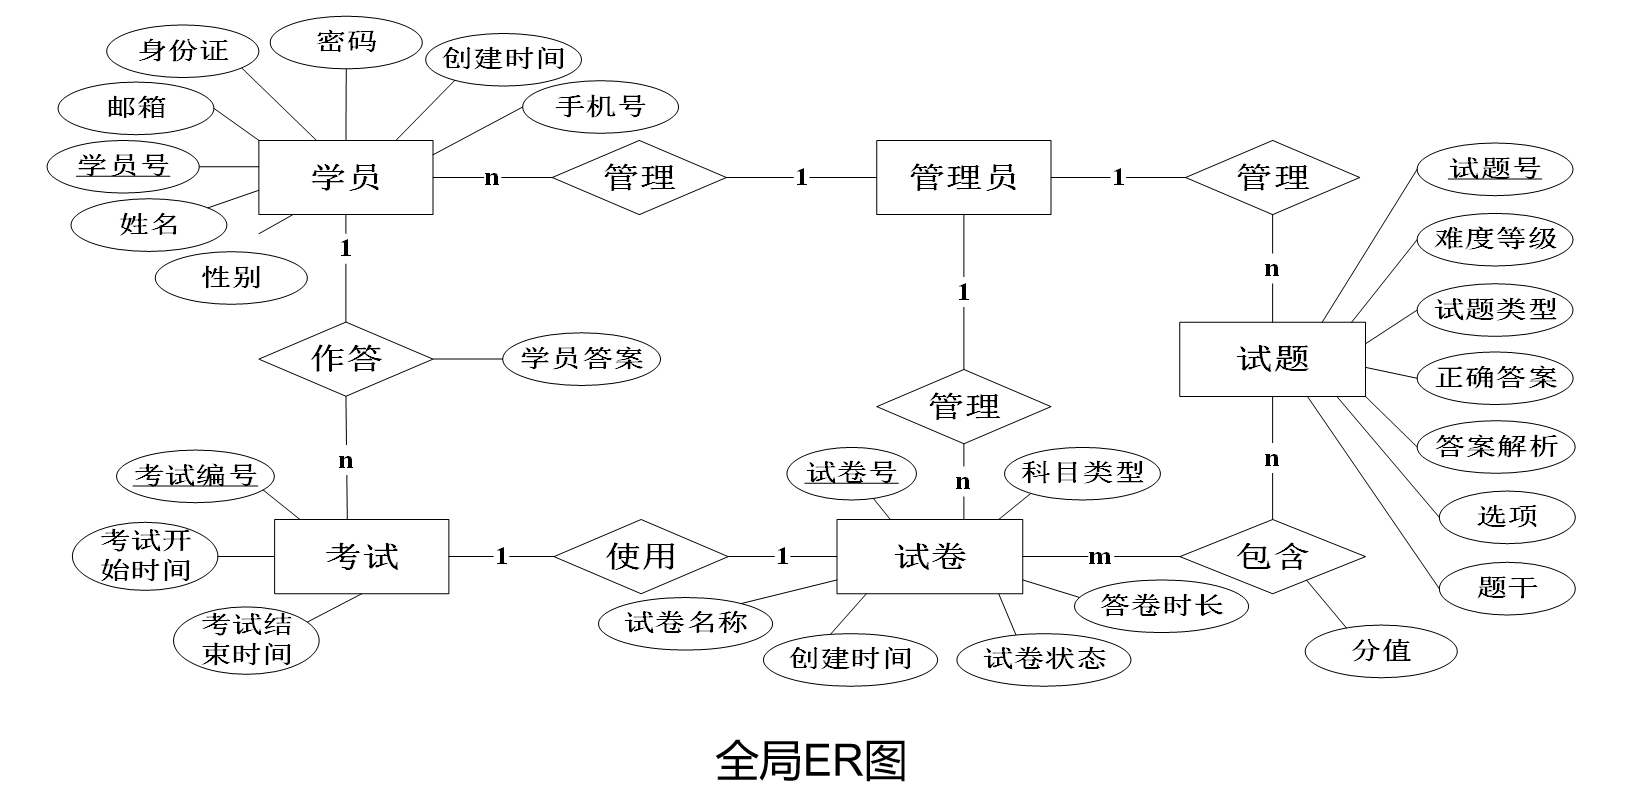 身份证
密码
创建时间
邮箱
手机号
学员号
学员
n
管理
1
管理员
1
管理
试题号
姓名
性别
1
难度等级
n
1
试题类型
作答
学员答案
试题
正确答案
管理
答案解析
n
n
n
考试编号
试卷号
科目类型
选项
考试开
始时间
考试
1
使用
1
试卷
m
包含
题干
考试结
束时间
试卷名称
答卷时长
创建时间
试卷状态
分值
全局ER图